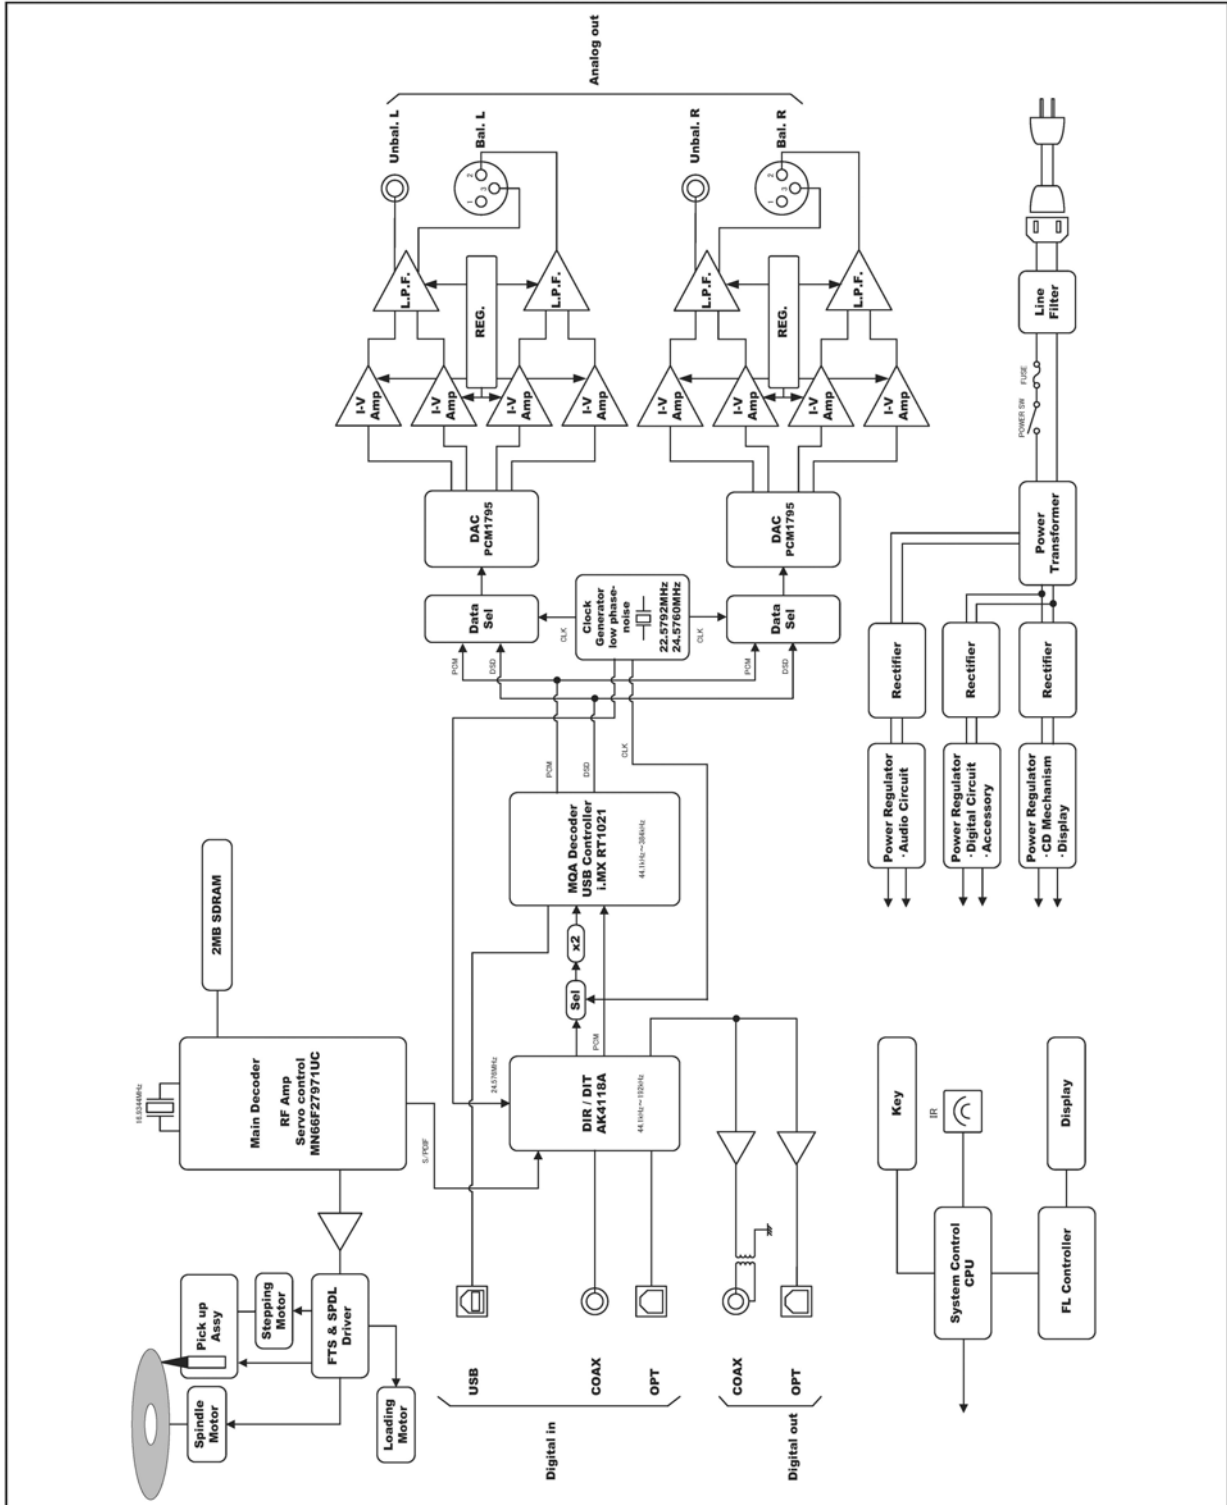 Spindle
Motor
Pick up
Assy
Stepping
Motor
FTS & SPDL
Driver
Loading
Motor
16.9344MHz
Main Decoder
RF Amp
Servo control
MN66F27971UC
2MB SDRAM
S/PDIF
Digital in
USB
COAX
OPT
Digital out
COAX
OPT
24.576MHz
DIR / DIT
AK4118A
44.1kHz～192kHz
PCM
Sel
x2
MQA Decoder
USB Controller
i.MX RT1021
44.1kHz～384kHz
PCM
DSD
CLK
PCM
DSD
CLK
Data
Sel
Clock
Generator
low phase-
noise
22.5792MHz
24.5760MHz
CLK
PCM
DSD
Data
Sel
DAC
PCM1795
DAC
PCM1795
I-V
Amp
I-V
Amp
I-V
Amp
I-V
Amp
REG.
L.P.F.
L.P.F.
I-V
Amp
I-V
Amp
I-V
Amp
I-V
Amp
REG.
L.P.F.
L.P.F.
1
2
3
1
2
3
Unbal. L
Bal. L
Unbal. R
Bal. R
Analog out
Key
IR
System Control
CPU
FL Controller
Display
Power Regulator
· Audio Circuit
Power Regulator
· Digital Circuit
· Accessory
Power Regulator
· CD Mechanism
· Display
Rectifier
Rectifier
Rectifier
Power
Transformer
POWER SW
FUSE
Line
Filter